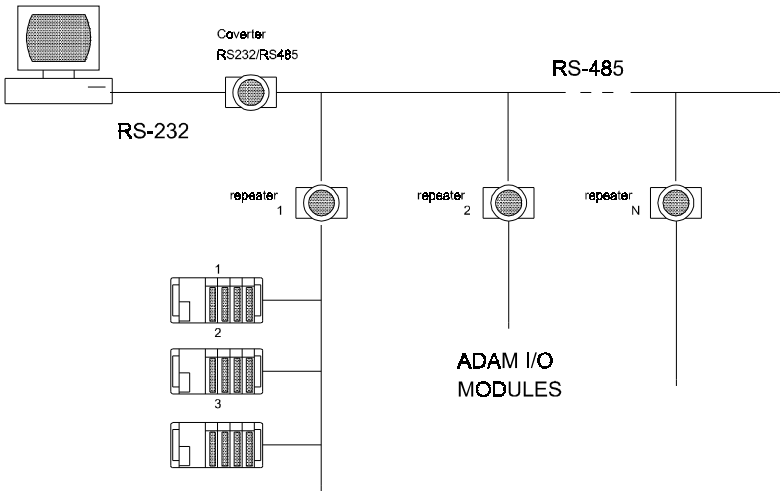 Coverter
RS232/RS485
RS-485
RS-232
repeater
1
repeater
2
repeater
N
1
2
3
ADAM I/O
MODULES